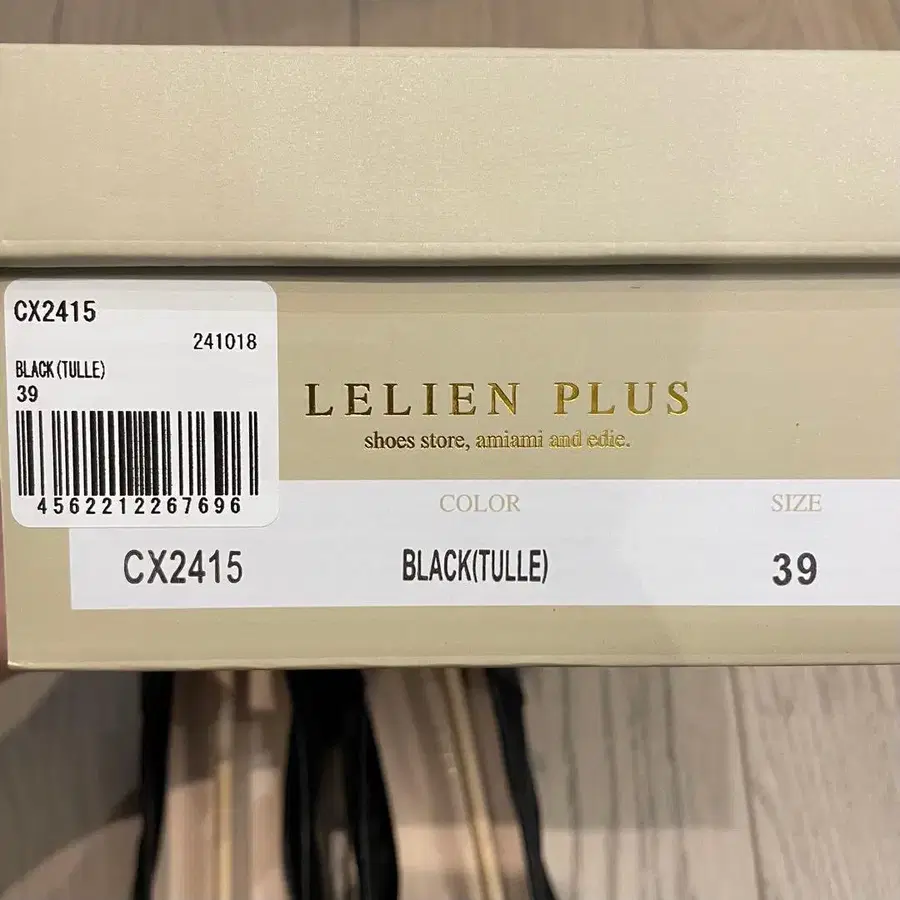 CX2415
241018
BLACK(TULLE)
39
4562212267696
LELIEN PLUS
shoes store, amiami and edie.
COLOR SIZE
CX2415 BLACK(TULLE) 39